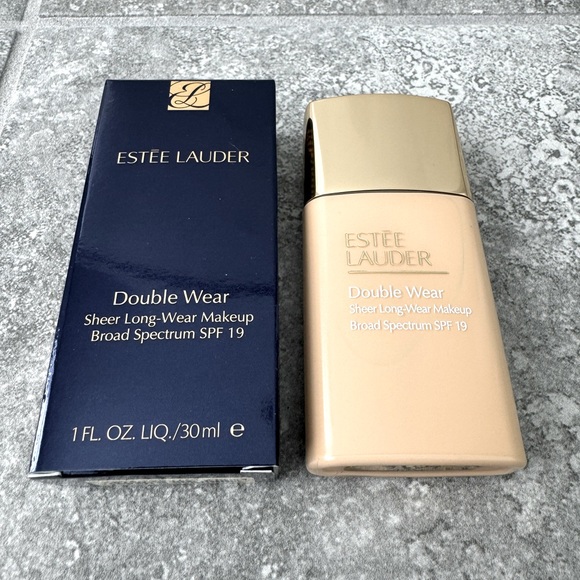 ESTĒE LAUDER
Double Wear
Sheer Long-Wear Makeup
Broad Spectrum SPF 19
1 FL. OZ. LIQ./30ml e
ESTĒE
LAUDER
Double Wear
Sheer Long-Wear Makeup
Broad Spectrum SPF 19